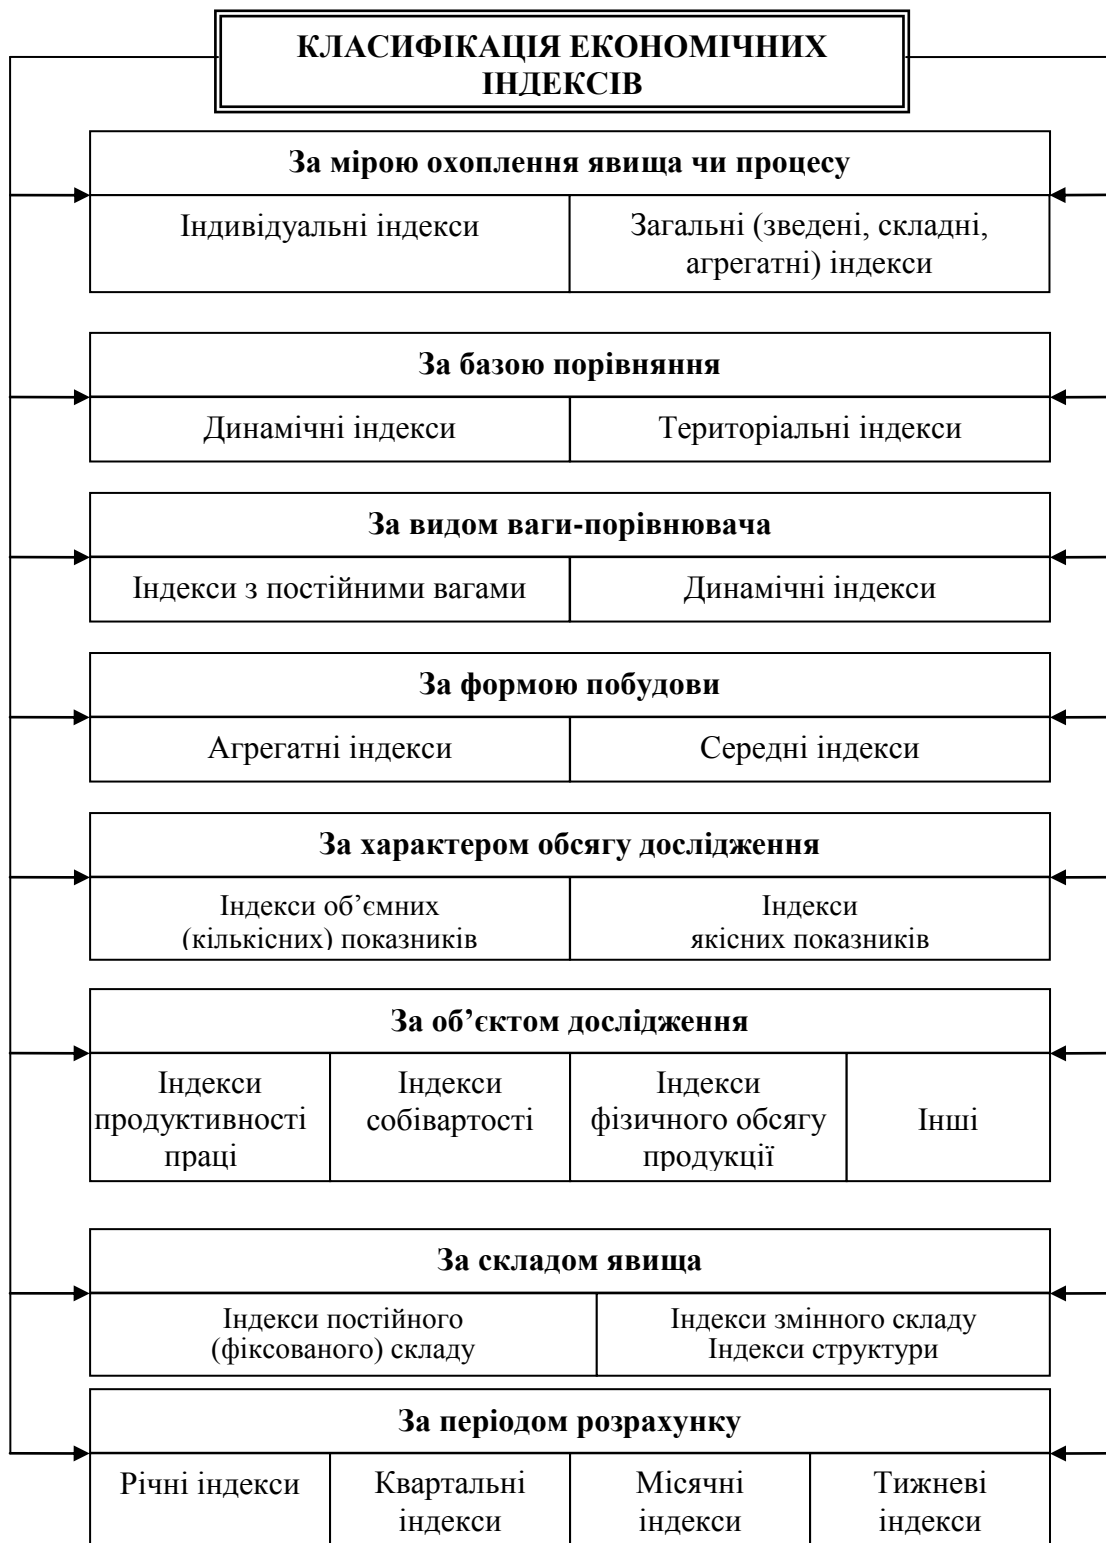 КЛАСИФІКАЦІЯ ЕКОНОМІЧНИХ
ІНДЕКСІВ
За мірою охоплення явища чи процесу
Індивідуальні індекси
Загальні (зведені, складні,
агрегатні) індекси
За базою порівняння
Динамічні індекси
Територіальні індекси
За видом ваги-порівнювача
Індекси з постійними вагами
Динамічні індекси
За формою побудови
Агрегатні індекси
Середні індекси
За характером обсягу дослідження
Індекси об’ємних
(кількісних) показників
Індекси
якісних показників
За об’єктом дослідження
Індекси
продуктивності
праці
Індекси
собівартості
Індекси
фізичного обсягу
продукції
Інші
За складом явища
Індекси постійного
(фіксованого) складу
Індекси змінного складу
Індекси структури
За періодом розрахунку
Річні індекси
Квартальні
індекси
Місячні
індекси
Тижневі
індекси